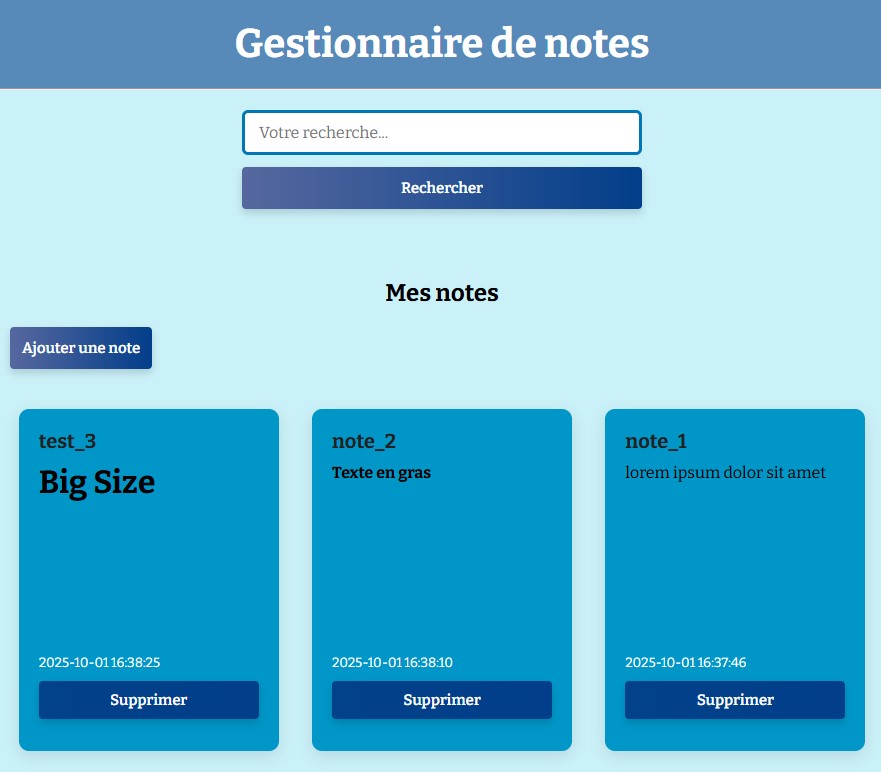 Gestionnaire de notes
Votre recherche...
Rechercher
Mes notes
Ajouter une note
test_3
Big Size
2025-10-01 16:38:25
Supprimer
note_2
Texte en gras
2025-10-01 16:38:10
Supprimer
note_1
lorem ipsum dolor sit amet
2025-10-01 16:37:46
Supprimer